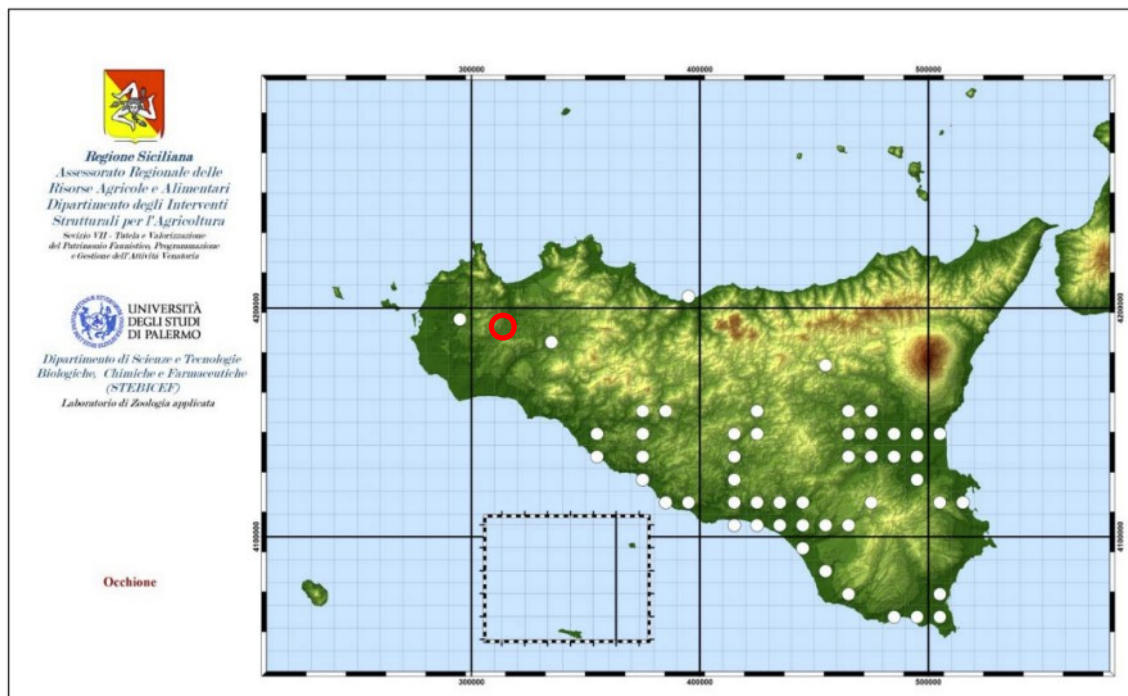 300000 400000 500000
Regione Siciliana
Assessorato Regionale delle
Risorse Agricole e Alimentari
Dipartimento degli Interventi
Strutturali per l'Agricoltura
Sevizio VII - Tutela e Valorizzazione
del Patrimonio Faunistico, Programmazione
e Gestione dell'Attività Venatoria
UNIVERSITÀ
DEGLI STUDI
DI PALERMO
Dipartimento di Scienze e Tecnologie
Biologiche, Chimiche e Farmaceutiche
(STEBICEF)
Laboratorio di Zoologia applicata
Occhione
4200000
4200000
4100000
4100000
300000 400000 500000